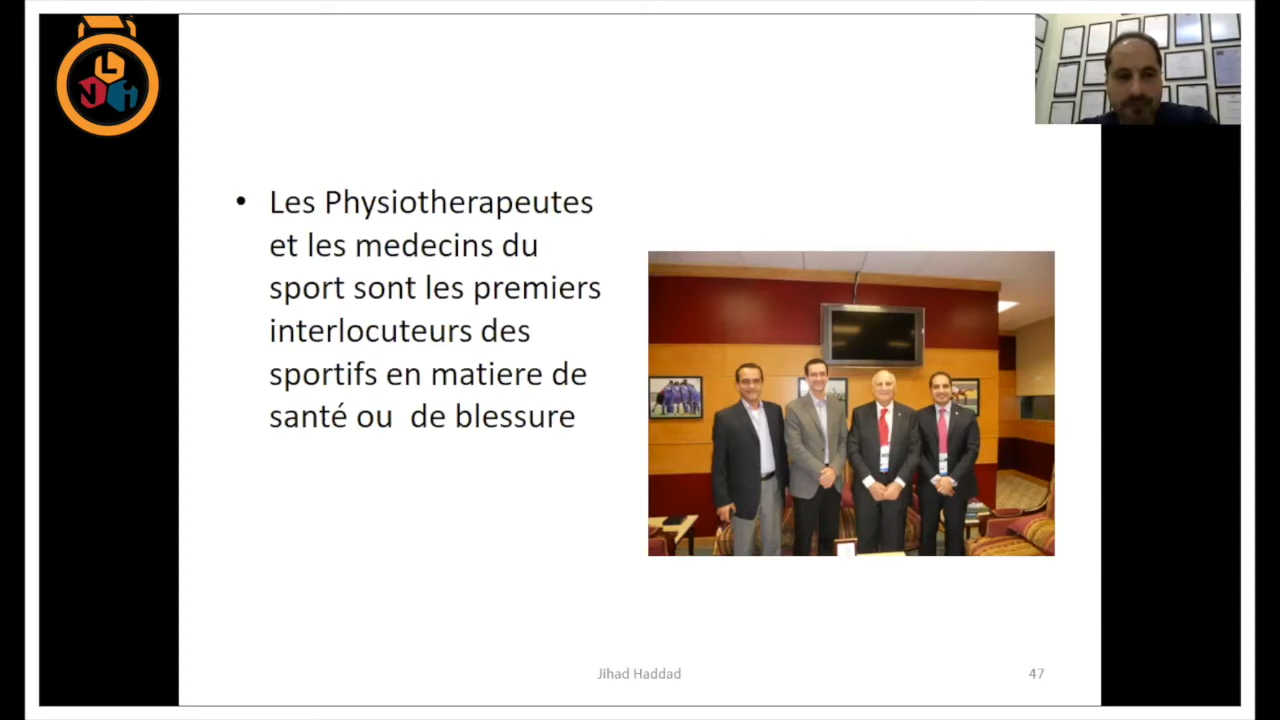 L
N i
• Les Physiotherapeutes
et les medecins du
sport sont les premiers
interlocuteurs des
sportifs en matiere de
santé ou  de blessure
Jihad Haddad
47